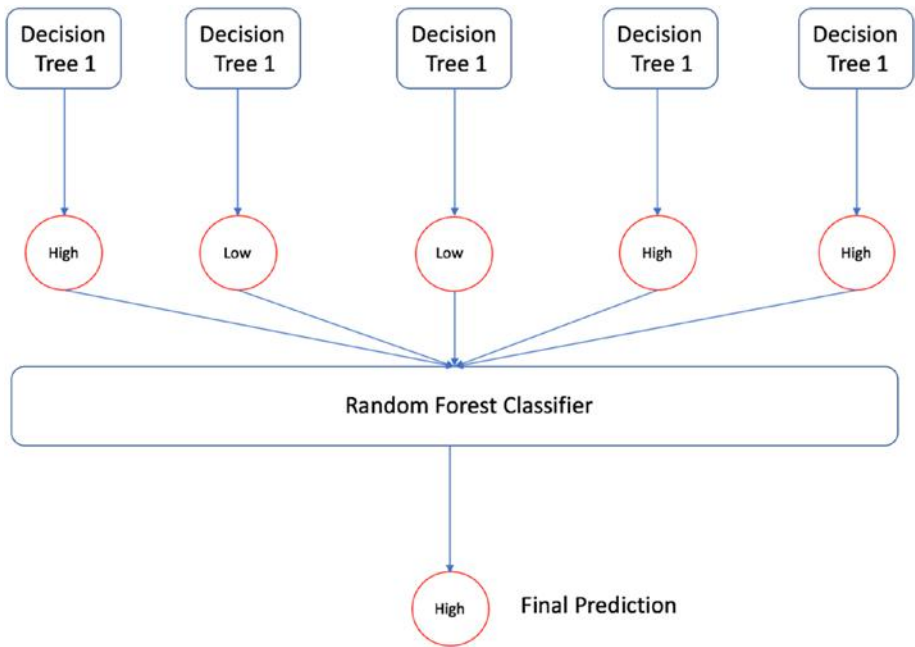 Decision
Tree 1
Decision
Tree 1
Decision
Tree 1
Decision
Tree 1
Decision
Tree 1
High
Low
Low
High
High
Random Forest Classifier
High
Final Prediction